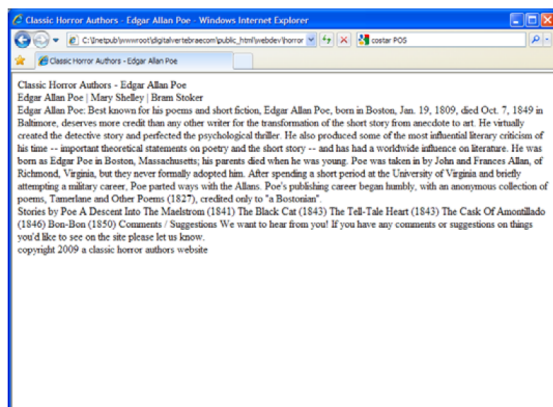 Classic Horror Authors - Edgar Allan Poe - Windows Internet Explorer
C:\Inetpub\wwwroot\digitalvertebraecom\public_html\webdev\horror
costar POS
Classic Horror Authors - Edgar Allan Poe
Classic Horror Authors - Edgar Allan Poe
Edgar Allan Poe | Mary Shelley | Bram Stoker
Edgar Allan Poe: Best known for his poems and short fiction, Edgar Allan Poe, born in Boston, Jan. 19, 1809, died Oct. 7, 1849 in
Baltimore, deserves more credit than any other writer for the transformation of the short story from anecdote to art. He virtually
created the detective story and perfected the psychological thriller. He also produced some of the most influential literary criticism of
his time -- important theoretical statements on poetry and the short story -- and has had a worldwide influence on literature. He was
born as Edgar Poe in Boston, Massachusetts; his parents died when he was young. Poe was taken in by John and Frances Allan, of
Richmond, Virginia, but they never formally adopted him. After spending a short period at the University of Virginia and briefly
attempting a military career, Poe parted ways with the Allans. Poe's publishing career began humbly, with an anonymous collection of
poems, Tamerlane and Other Poems (1827), credited only to "a Bostonian".
Stories by Poe A Descent Into The Maelstrom (1841) The Black Cat (1843) The Tell-Tale Heart (1843) The Cask Of Amontillado
(1846) Bon-Bon (1850) Comments / Suggestions We want to hear from you! If you have any comments or suggestions on things
you'd like to see on the site please let us know.
copyright 2009 a classic horror authors website